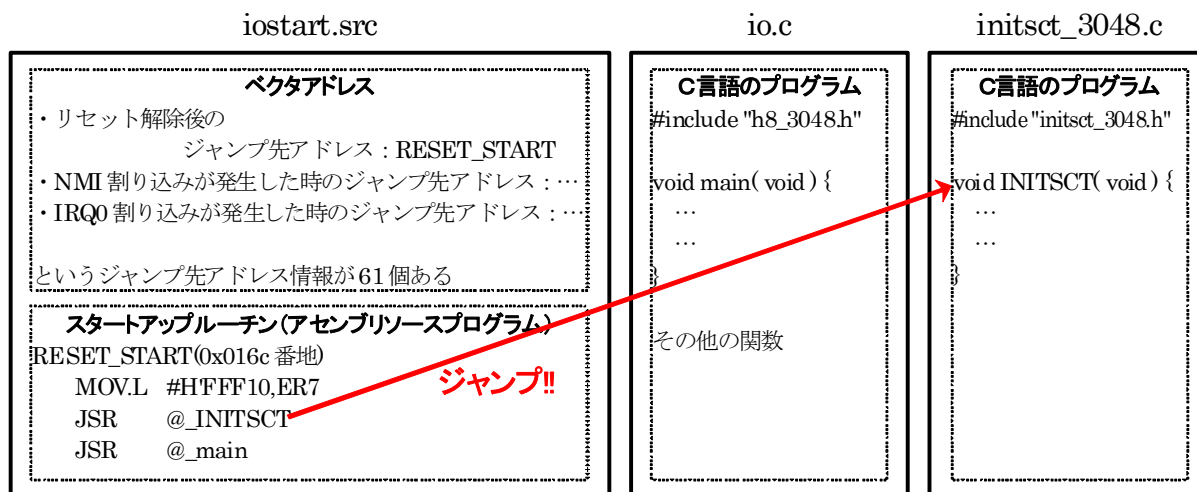 iostart.src
ベクタアドレス
・リセット解除後の
ジャンプ先アドレス：RESET_START
・NMI 割り込みが発生した時のジャンプ先アドレス：…
・IRQ0 割り込みが発生した時のジャンプ先アドレス：…
というジャンプ先アドレス情報が 61 個ある
スタートアップルーチン(アセンブリソースプログラム)
RESET_START(0x016c 番地)
MOV.L #H'FFF10,ER7
JSR @_INITSCT
JSR @_main
ジャンプ!!
io.c
C言語のプログラム
#include "h8_3048.h"
void main( void ) {
…
…
}
その他の関数
initsct_3048.c
C言語のプログラム
#include "initsct_3048.h"
void INITSCT( void ) {
…
…
}